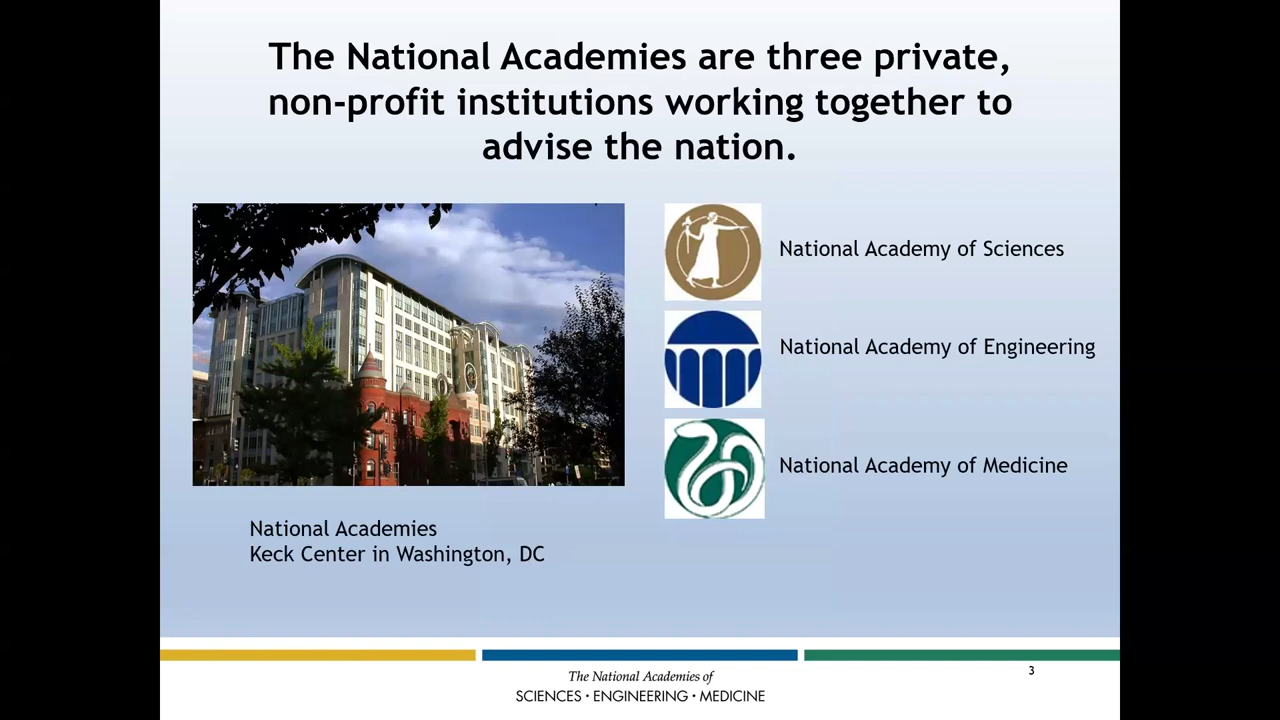 The National Academies are three private,
non-profit institutions working together to
advise the nation.
National Academy of Sciences
National Academy of Engineering
National Academy of Medicine
National Academies
Keck Center in Washington, DC
The National Academies of
SCIENCES · ENGINEERING · MEDICINE
3